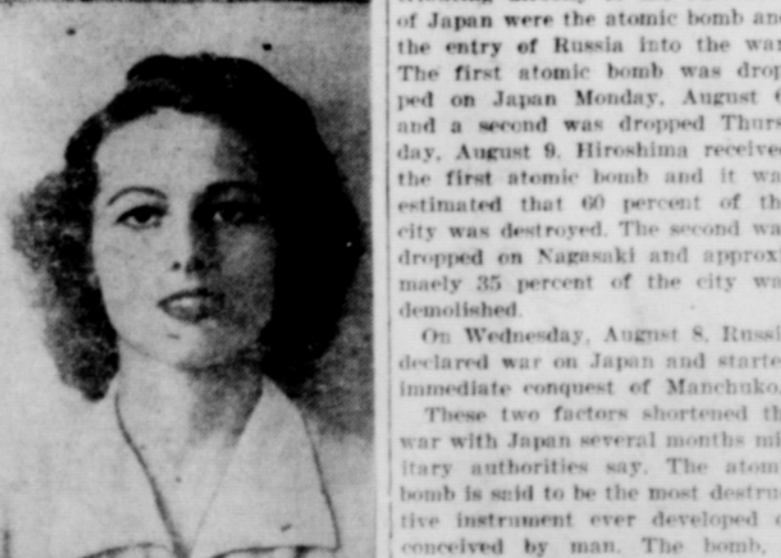 of Japan were the atomic bomb and
the entry of Russia into the war
The first atomic bomb was drop
ped on Japan Monday, August 6
and a second was dropped Thurs
day, August 9. Hiroshima receive
the first atomic bomb and it wa
estimated that 60 percent of th
city was destroyed. The second wa
dropped on Nagasaki and approxi
maely 35 percent of the city wa
demolished.
On Wednesday, August 8, Russi
declared war on Japan and starte
immediate conquest of Manchuko.
These two factors shortened th
war with Japan several months mi
itary authorities say. The atom
bomb is said to be the most destru
tive instrument ever developed
conceived by man. The bomb,